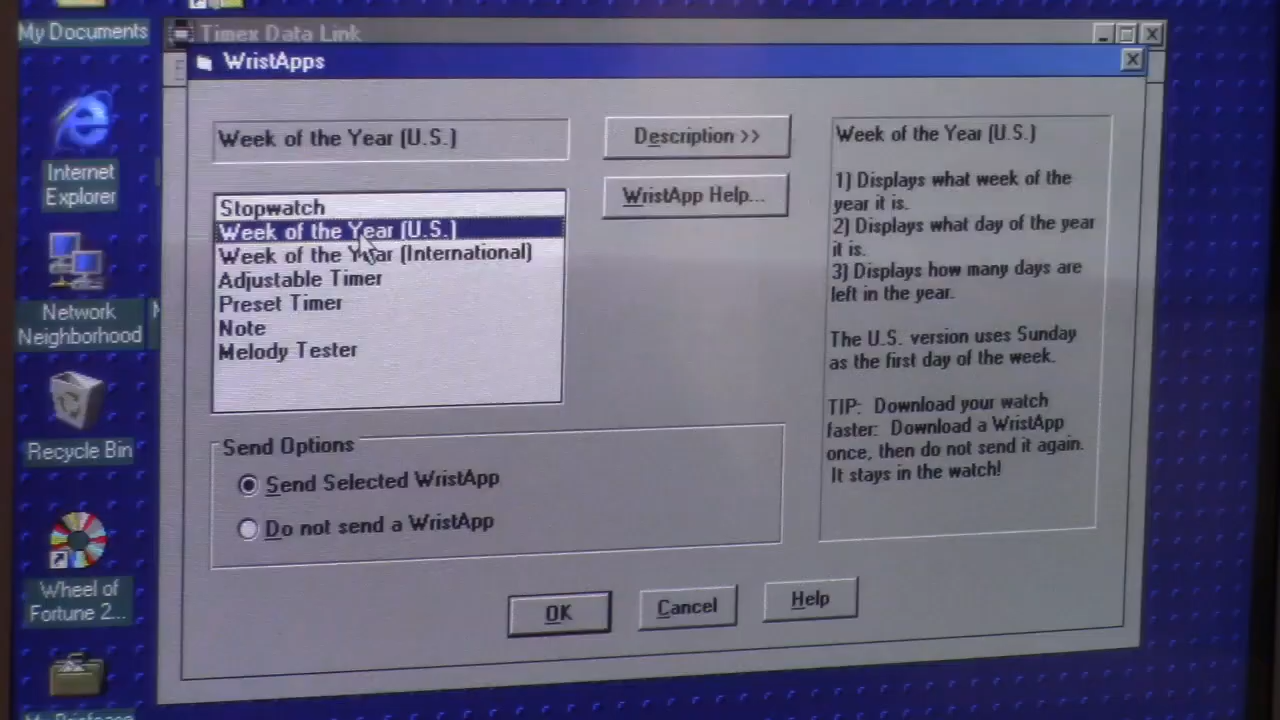 My Documents
Internet
Explorer
Network
Neighborhood
Recycle Bin
Wheel of
Fortune 2...
My Briefcase
Timex Data Link
WristApps
Week of the Year (U.S.)
Description >>
WristApp Help...
Stopwatch
Week of the Year (U.S.)
Week of the Year (International)
Adjustable Timer
Preset Timer
Note
Melody Tester
Send Options
Send Selected WristApp
Do not send a WristApp
OK
Cancel
Help
Week of the Year (U.S.)
1) Displays what week of the
year it is.
2) Displays what day of the year
it is.
3) Displays how many days are
left in the year.
The U.S. version uses Sunday
as the first day of the week.
TIP: Download your watch
faster: Download a WristApp
once, then do not send it again.
It stays in the watch!